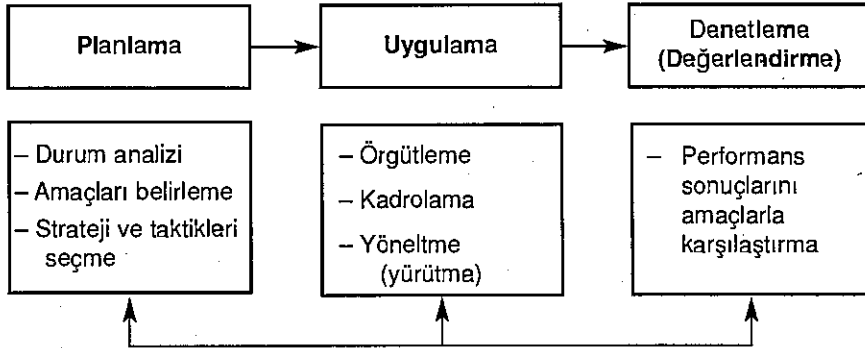 Planlama
Uygulama
Denetleme
(Değerlendirme)
– Durum analizi
– Amaçları belirleme
– Strateji ve taktikleri
seçme
– Örgütleme
– Kadrolama
– Yöneltme
(yürütma)
– Performans
sonuçlarını
amaçlarla
karşılaştırma